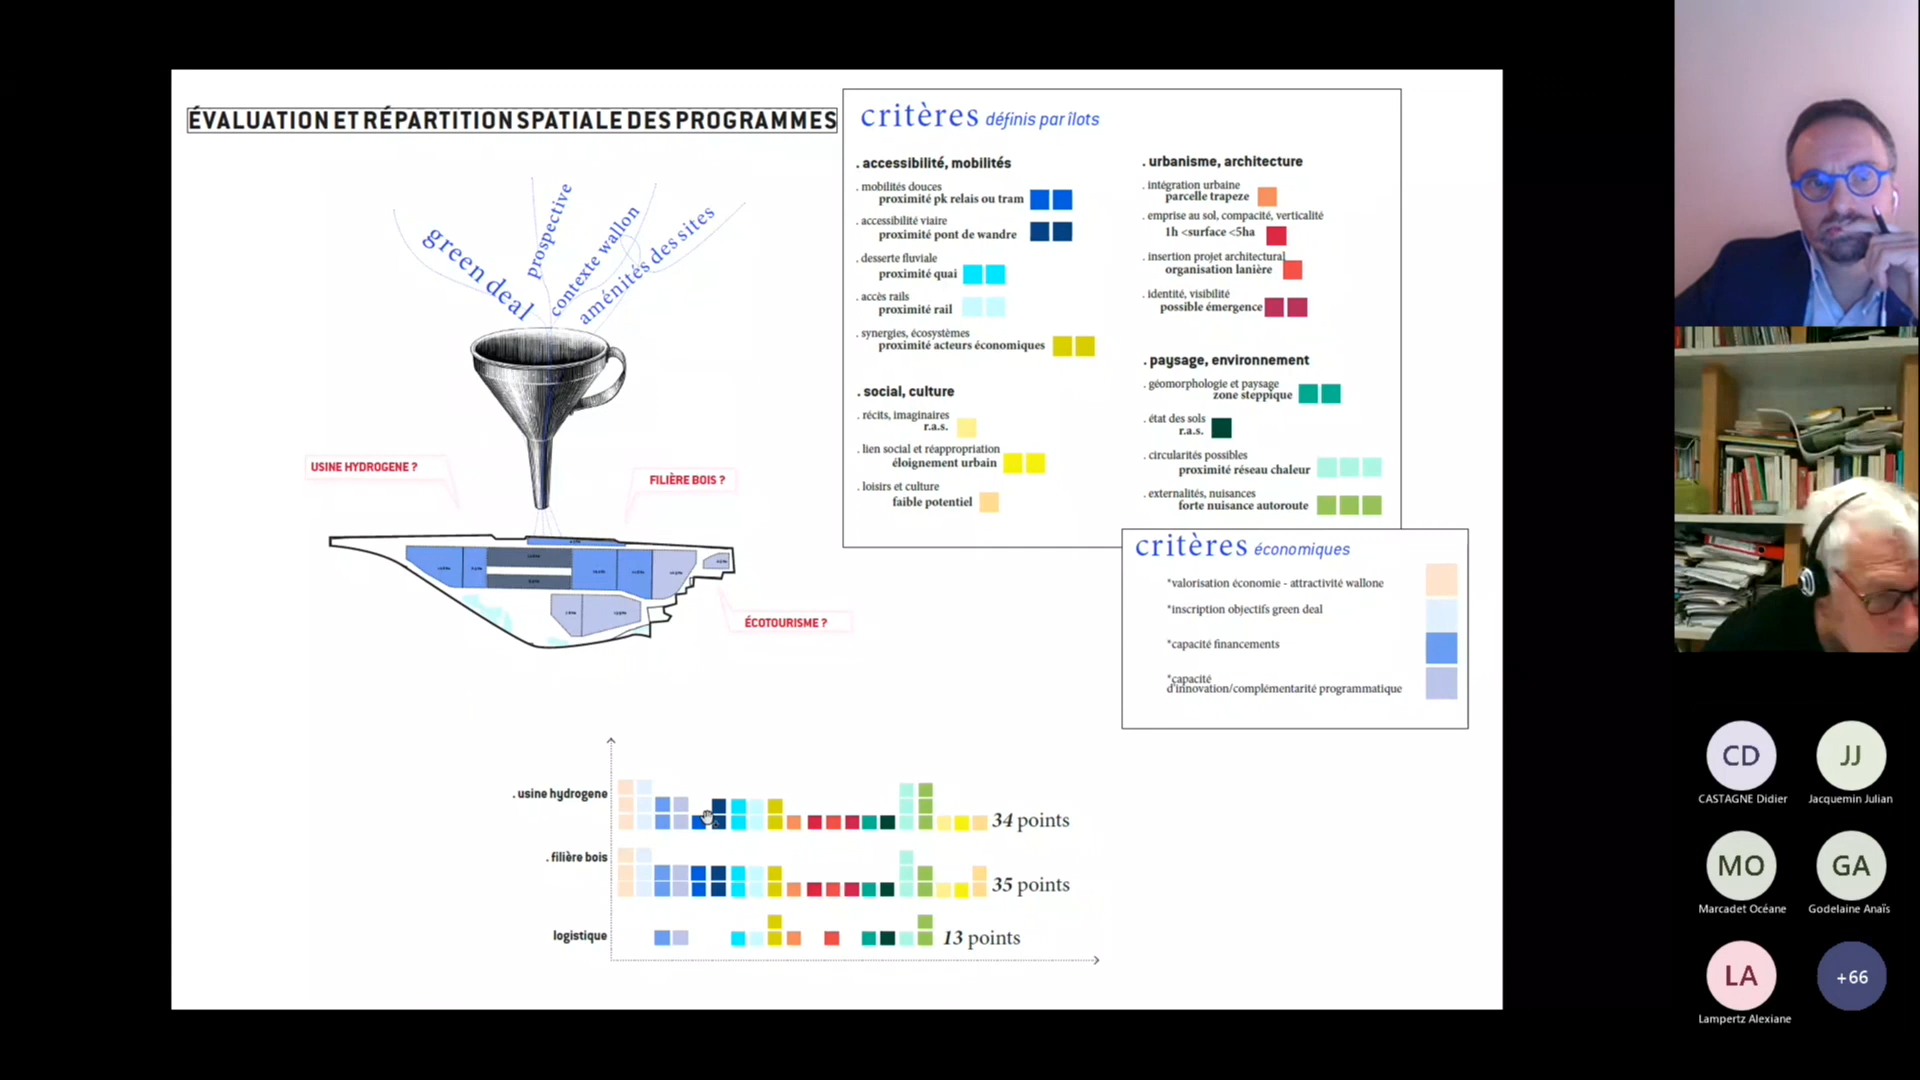 ÉVALUATION ET RÉPARTITION SPATIALE DES PROGRAMMES
green deal
prospective
contexte wallon
aménités des sites
USINE HYDROGENE ?
FILIÈRE BOIS ?
ÉCOTOURISME ?
critères définis par îlots
. accessibilité, mobilités
. mobilités douces
proximité pk relais ou tram
. accessibilité viaire
proximité pont de wandre
. desserte fluviale
proximité quai
. accès rails
proximité rail
. synergies, écosystèmes
proximité acteurs économiques
. social, culture
. récits, imaginaires
r.a.s.
. lien social et réappropriation
éloignement urbain
. loisirs et culture
faible potentiel
. urbanisme, architecture
. intégration urbaine
parcelle trapeze
. emprise au sol, compacité, verticalité
1h <surface <5ha
. insertion projet architectural
organisation lanière
. identité, visibilité
possible émergence
. paysage, environnement
. géomorphologie et paysage
zone steppique
. état des sols
r.a.s.
. circularités possibles
proximité réseau chaleur
. externalités, nuisances
forte nuisance autoroute
critères économiques
*valorisation économie - attractivité wallone
*inscription objectifs green deal
*capacité financements
*capacité
d'innovation/complémentarité programmatique
. usine hydrogene
34 points
. filière bois
35 points
logistique
13 points
CD
CASTAGNE Didier
JJ
Jacquemin Julian
MO
Marcadet Océane
GA
Godelaine Anaïs
LA
Lampertz Alexiane
+66